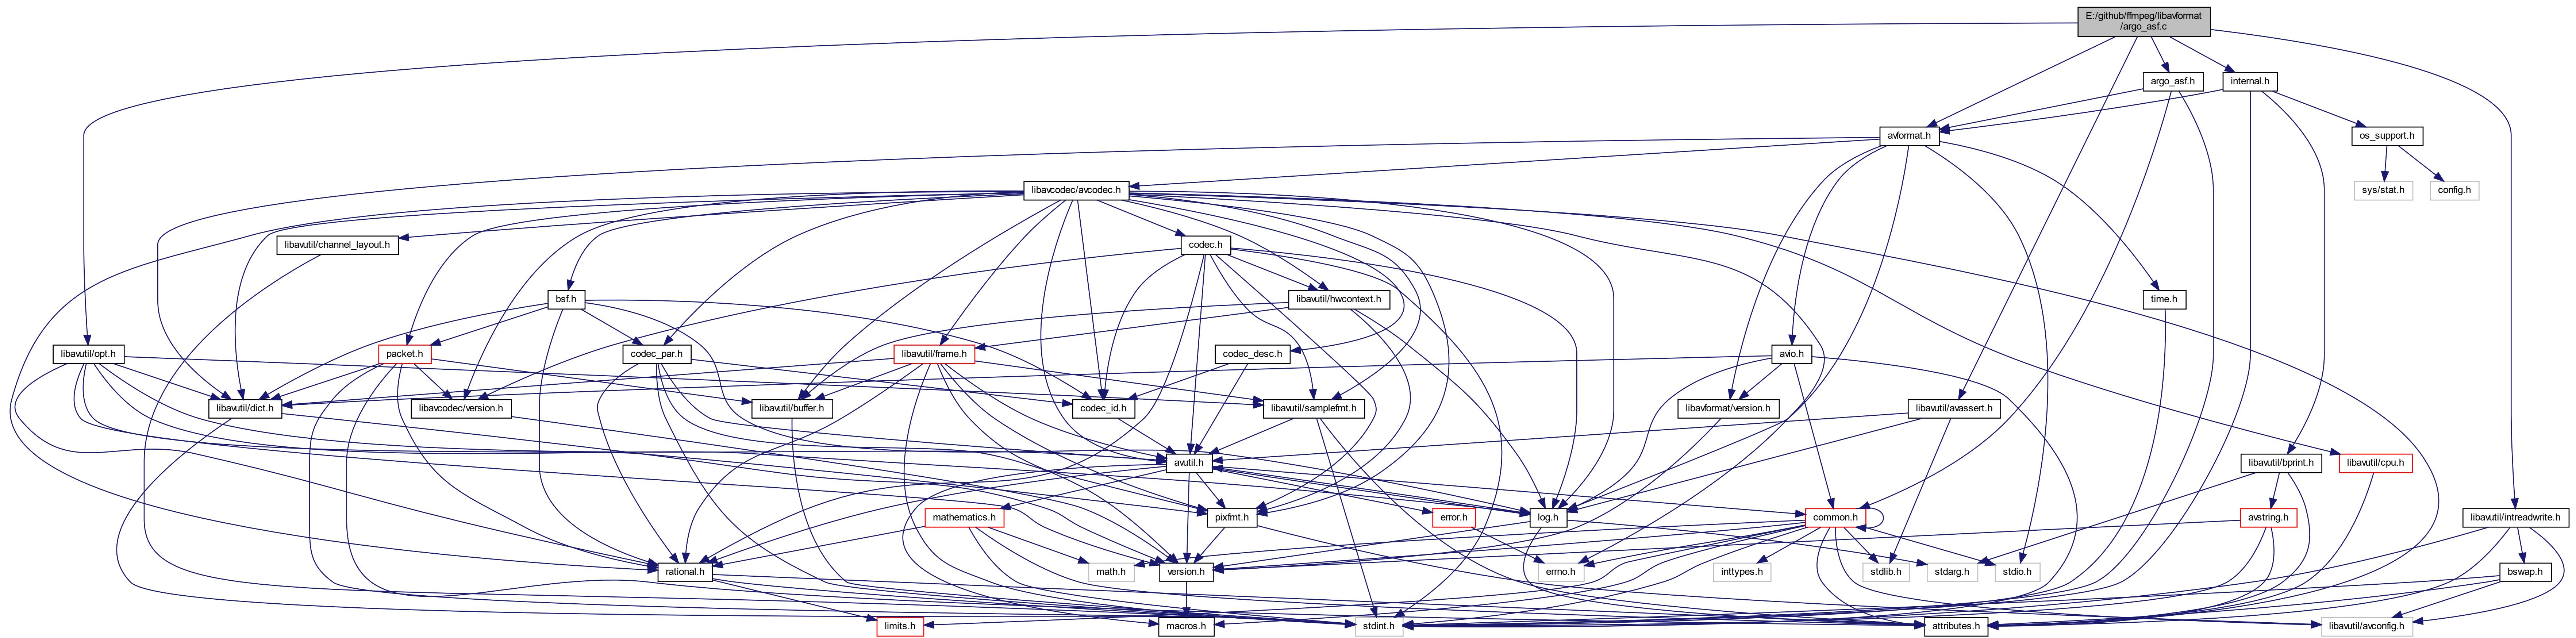 E:/github/ffmpeg/libavformat
/argo_asf.c
argo_asf.h
internal.h
avformat.h
os_support.h
libavcodec/avcodec.h
sys/stat.h
config.h
libavutil/channel_layout.h
codec.h
bsf.h
libavutil/hwcontext.h
time.h
libavutil/opt.h
packet.h
codec_par.h
libavutil/frame.h
codec_desc.h
avio.h
libavutil/dict.h
libavcodec/version.h
libavutil/buffer.h
codec_id.h
libavutil/samplefmt.h
libavformat/version.h
libavutil/avassert.h
avutil.h
libavutil/bprint.h
libavutil/cpu.h
mathematics.h
pixfmt.h
error.h
log.h
common.h
avstring.h
libavutil/intreadwrite.h
rational.h
math.h
version.h
errno.h
inttypes.h
stdlib.h
stdarg.h
stdio.h
bswap.h
limits.h
macros.h
stdint.h
attributes.h
libavutil/avconfig.h